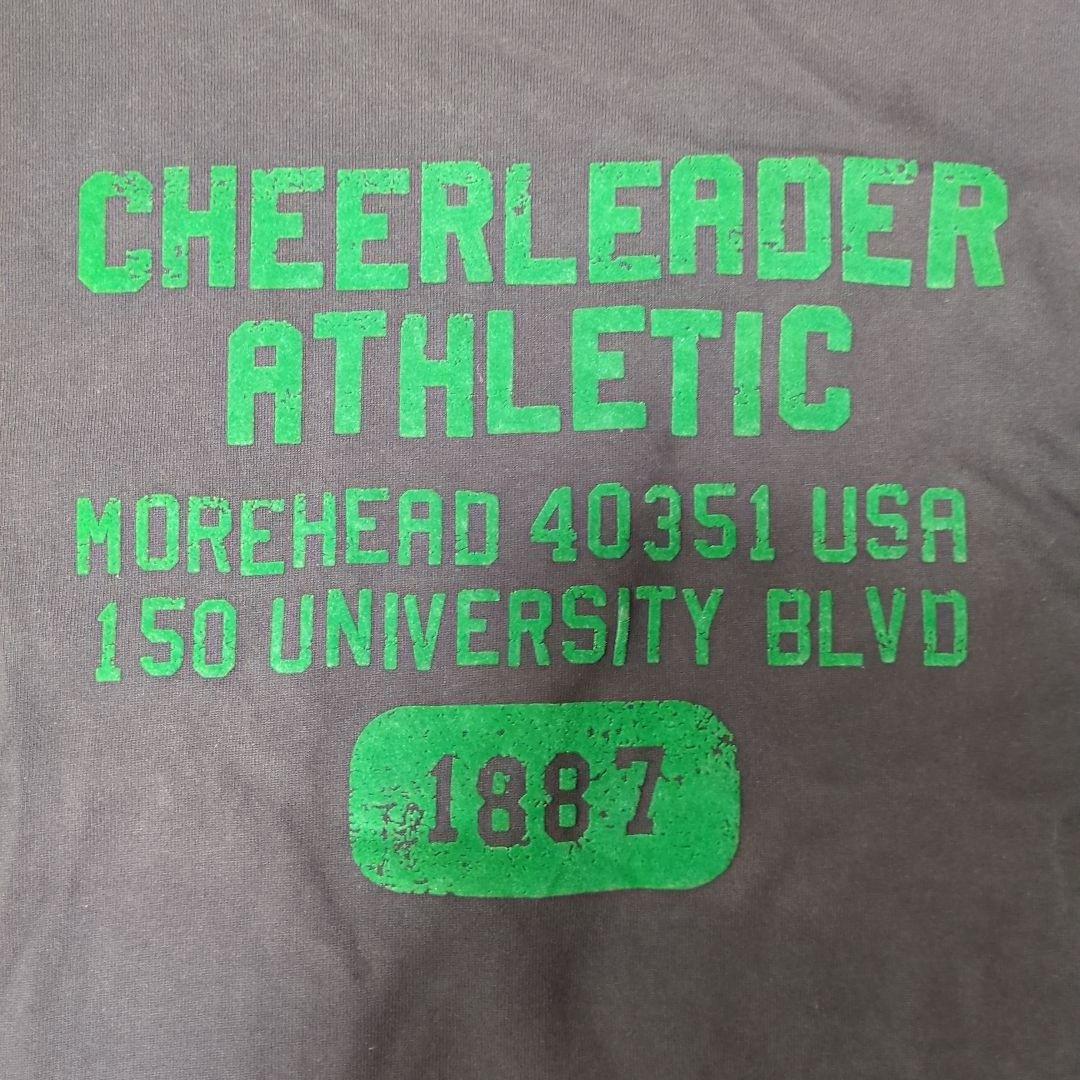 CHEERLEADER
ATHLETIC
MOREHEAD 40351 USA
150 UNIVERSITY BLVD
1887